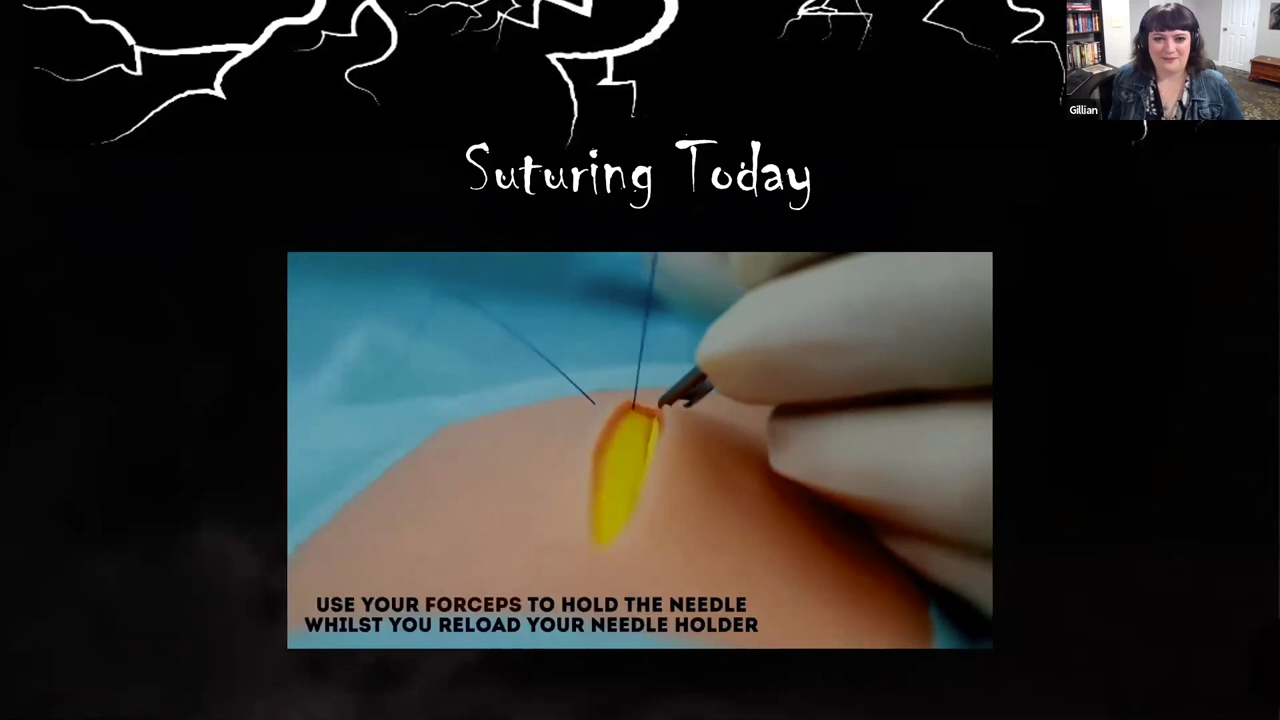 Gillian
Suturing Today
USE YOUR FORCEPS TO HOLD THE NEEDLE
WHILST YOU RELOAD YOUR NEEDLE HOLDER